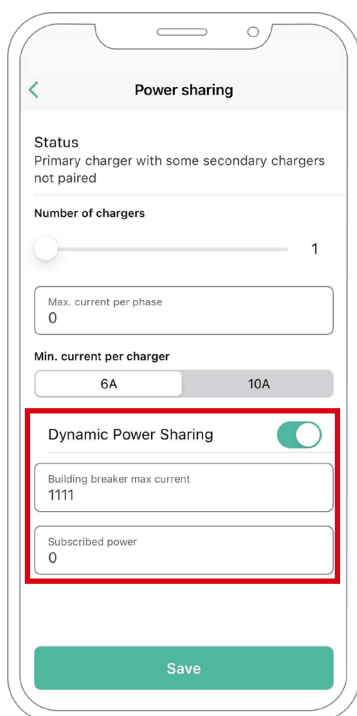 Power sharing
Status
Primary charger with some secondary chargers
not paired
Number of chargers
1
Max. current per phase
0
Min. current per charger
6A 10A
Dynamic Power Sharing
Building breaker max current
1111
Subscribed power
0
Save